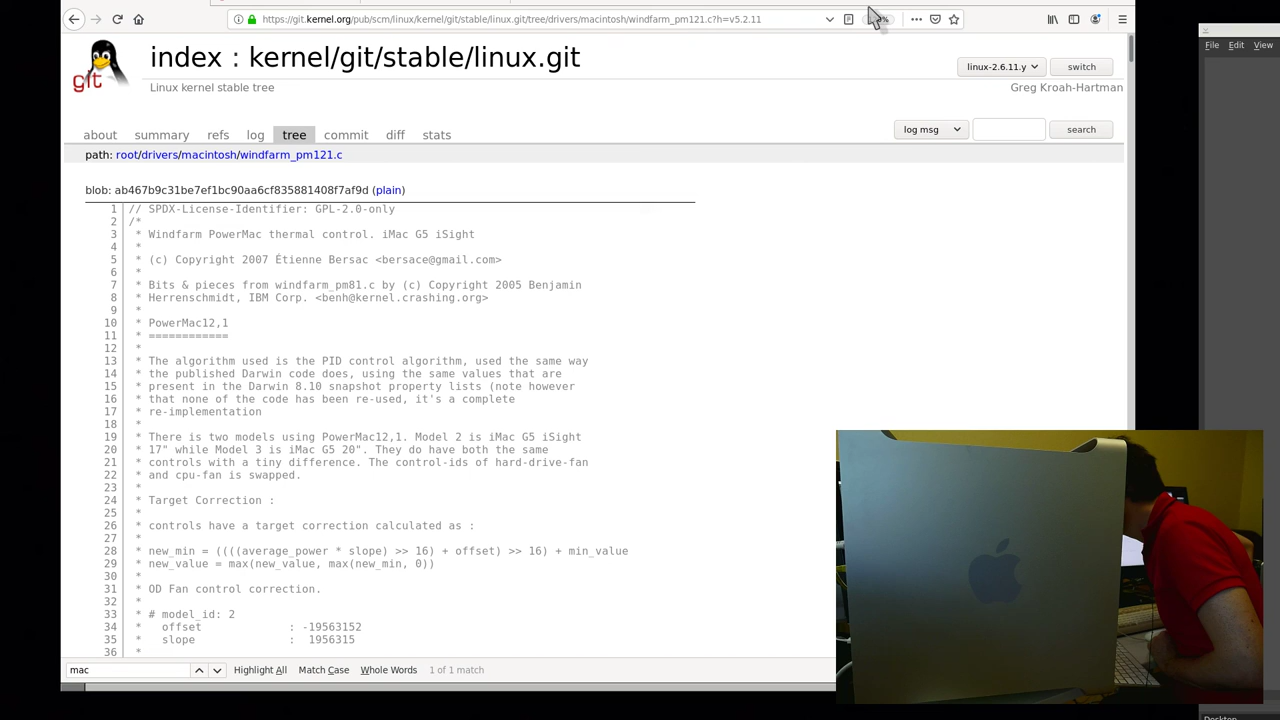 https://git.kernel.org/pub/scm/linux/kernel/git/stable/linux.git/tree/drivers/macintosh/windfarm_pm121.c?h=v5.2.11
File Edit View
index : kernel/git/stable/linux.git
linux-2.6.11.y switch
Linux kernel stable tree
Greg Kroah-Hartman
git
about summary refs log tree commit diff stats
log msg search
path: root/drivers/macintosh/windfarm_pm121.c
blob: ab467b9c31be7ef1bc90aa6cf835881408f7af9d (plain)
1 // SPDX-License-Identifier: GPL-2.0-only
2 /*
3 * Windfarm PowerMac thermal control. iMac G5 iSight
4 *
5 * (c) Copyright 2007 Étienne Bersac <bersace@gmail.com>
6 *
7 * Bits & pieces from windfarm_pm81.c by (c) Copyright 2005 Benjamin
8 * Herrenschmidt, IBM Corp. <benh@kernel.crashing.org>
9 *
10 * PowerMac12,1
11 * ============
12 *
13 * The algorithm used is the PID control algorithm, used the same way
14 * the published Darwin code does, using the same values that are
15 * present in the Darwin 8.10 snapshot property lists (note however
16 * that none of the code has been re-used, it's a complete
17 * re-implementation
18 *
19 * There is two models using PowerMac12,1. Model 2 is iMac G5 iSight
20 * 17" while Model 3 is iMac G5 20". They do have both the same
21 * controls with a tiny difference. The control-ids of hard-drive-fan
22 * and cpu-fan is swapped.
23 *
24 * Target Correction :
25 *
26 * controls have a target correction calculated as :
27 *
28 * new_min = ((((average_power * slope) >> 16) + offset) >> 16) + min_value
29 * new_value = max(new_value, max(new_min, 0))
30 *
31 * OD Fan control correction.
32 *
33 * # model_id: 2
34 * offset : -19563152
35 * slope : 1956315
36 *
mac Highlight All Match Case Whole Words 1 of 1 match